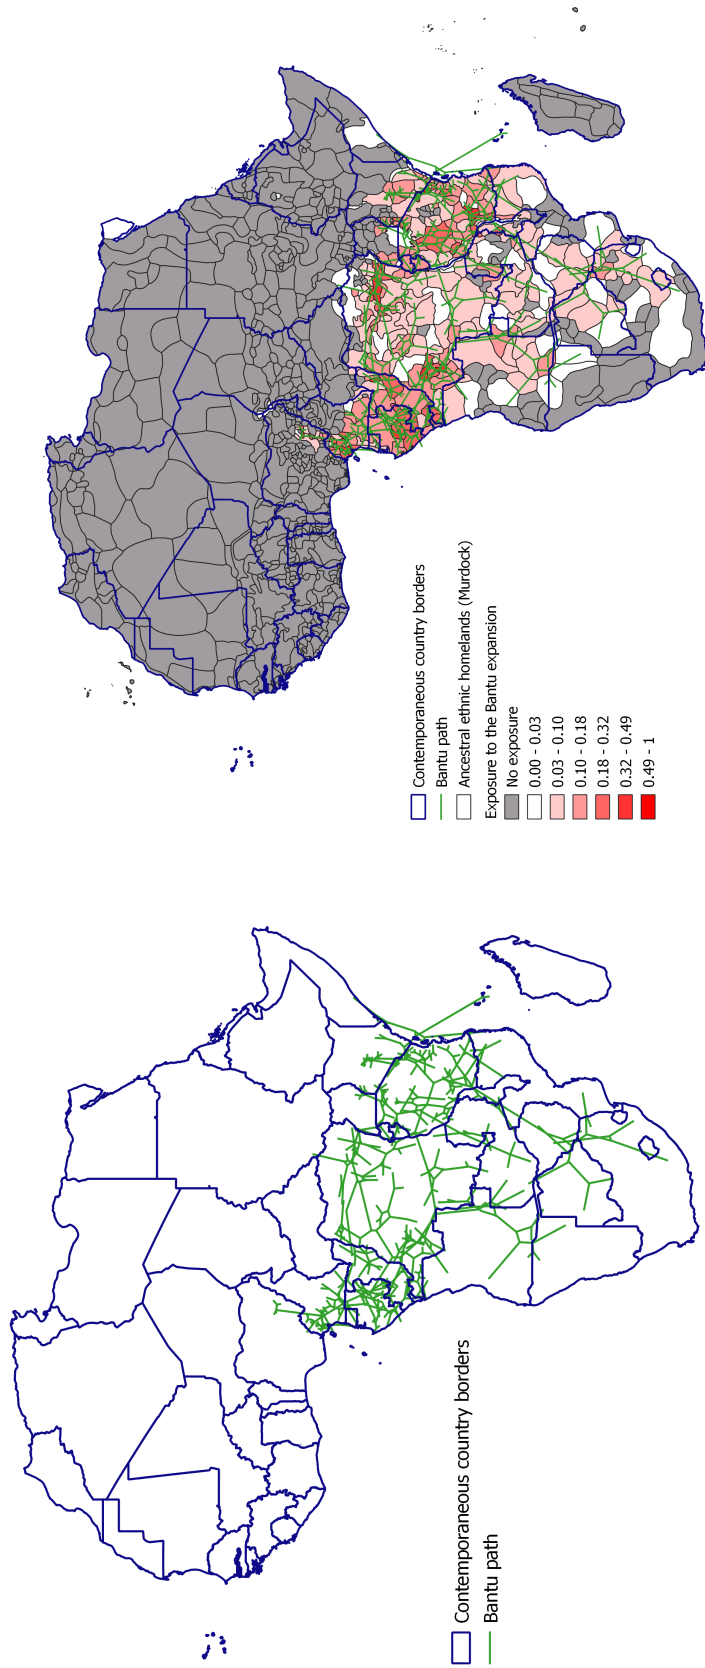 Contemporaneous country borders
Bantu path
Contemporaneous country borders
Bantu path
Ancestral ethnic homelands (Murdock)
Exposure to the Bantu expansion
No exposure
0.00 - 0.03
0.03 - 0.10
0.10 - 0.18
0.18 - 0.32
0.32 - 0.49
0.49 - 1